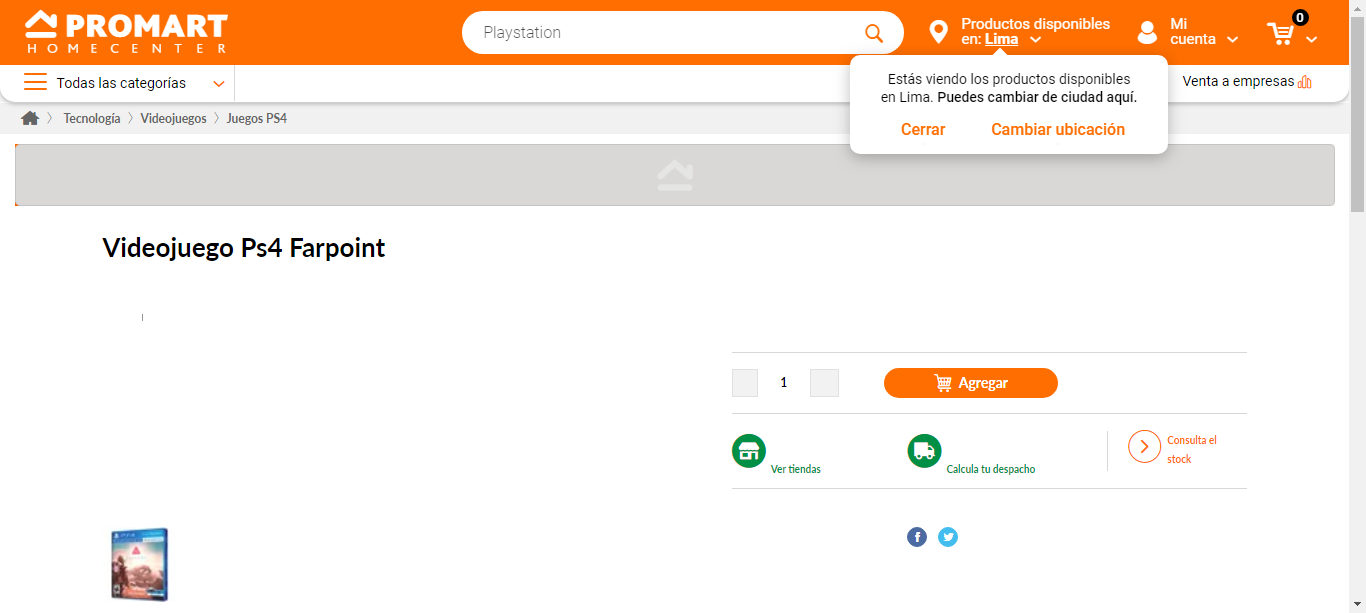 PROMART
HOMECENTER
Playstation
Productos disponibles
en: Lima
Mi
cuenta
0
Todas las categorías
Estás viendo los productos disponibles
en Lima. Puedes cambiar de ciudad aquí.
Cerrar
Cambiar ubicación
Venta a empresas
Tecnología
Videojuegos
Juegos PS4
Videojuego Ps4 Farpoint
1
Agregar
Ver tiendas
Calcula tu despacho
Consulta el
stock